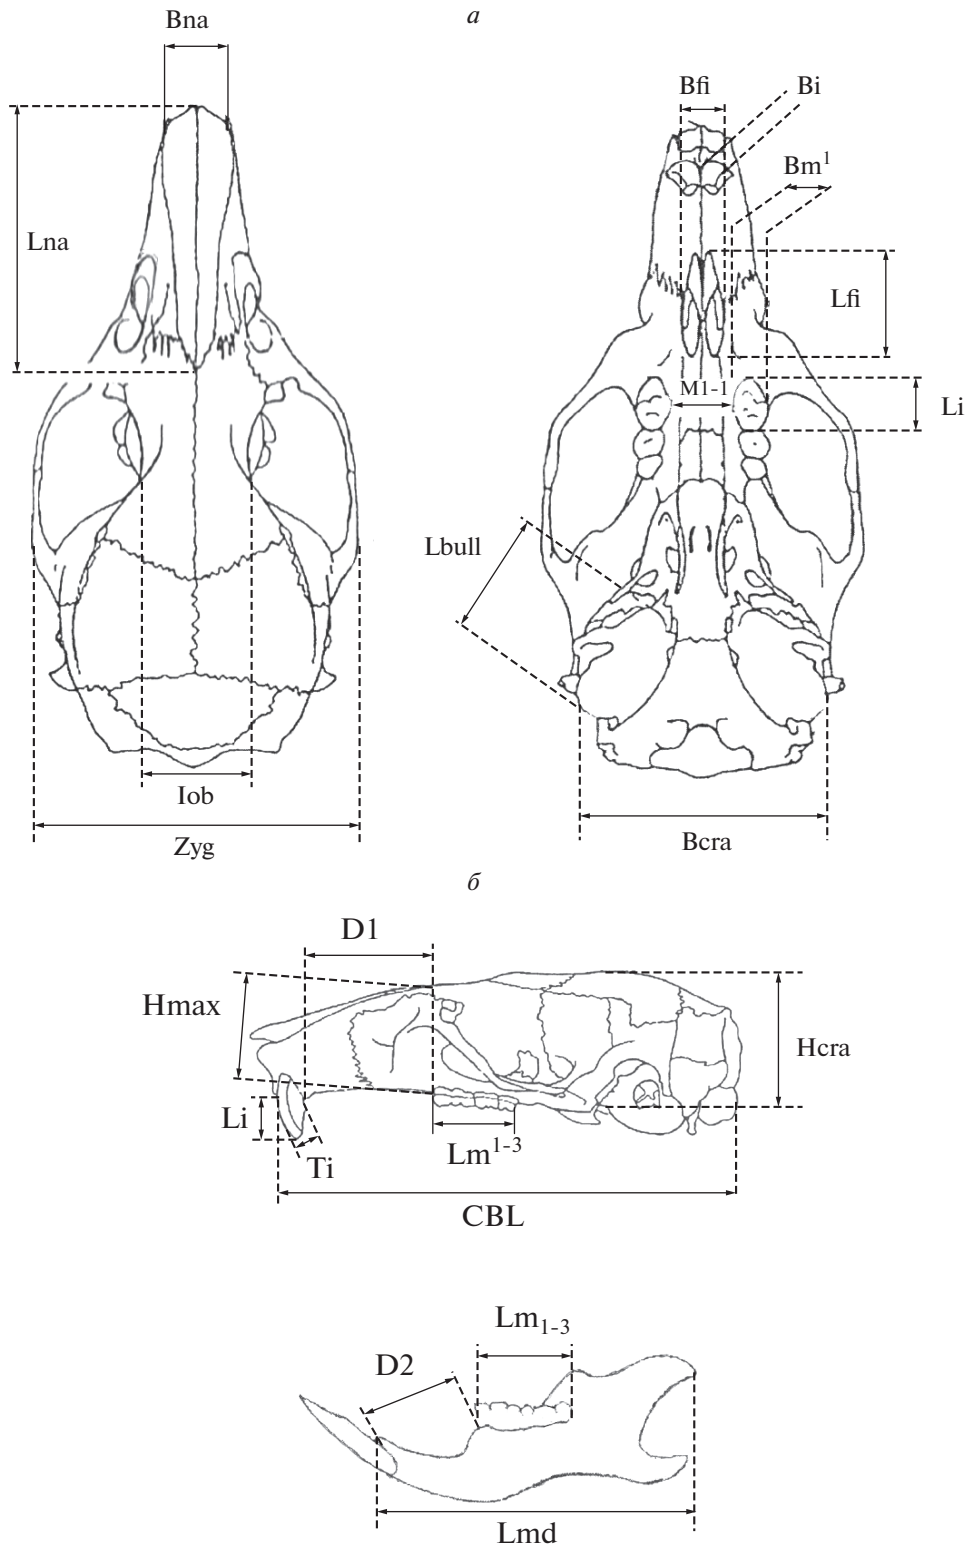 а
Bna
Lna
Iob
Zyg
Bfi
Bi
Bm¹
Lfi
M1-1
Li
Lbull
Bcra
б
D1
Hmax
Hcra
Li
Ti
Lm¹⁻³
CBL
Lm₁₋₃
D2
Lmd